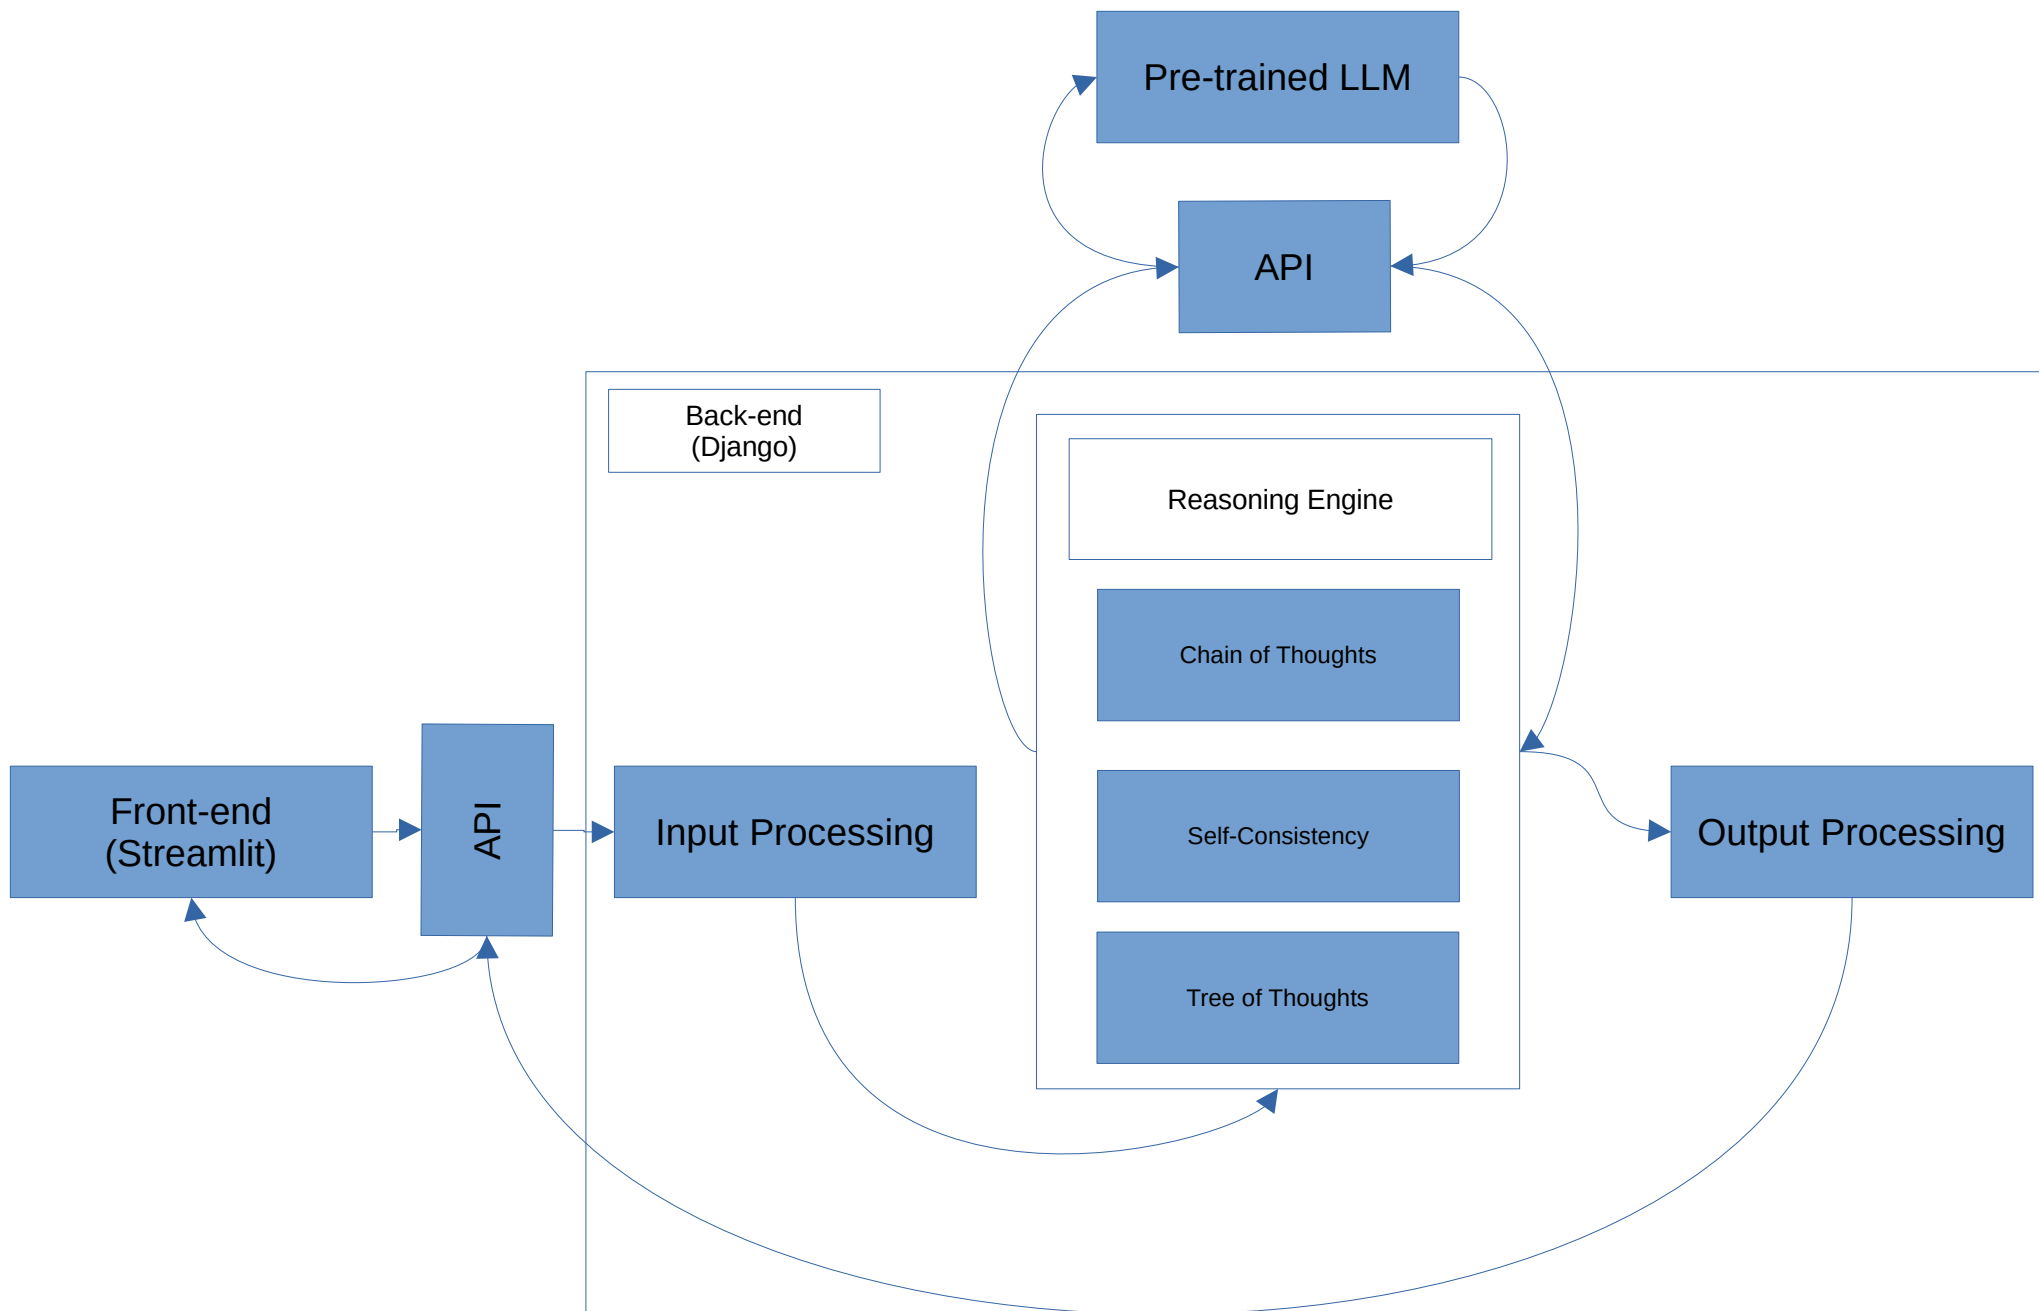 Pre-trained LLM
API
Back-end
(Django)
Reasoning Engine
Chain of Thoughts
Front-end
(Streamlit)
API
Input Processing
Self-Consistency
Output Processing
Tree of Thoughts